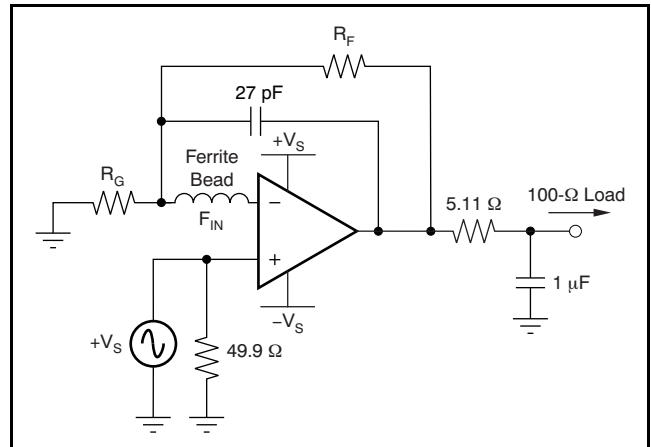 R_F
27 pF
+V_S
Ferrite
Bead
R_G
F_IN
−
+
5.11 Ω
100-Ω Load
1 μF
−V_S
+V_S
49.9 Ω